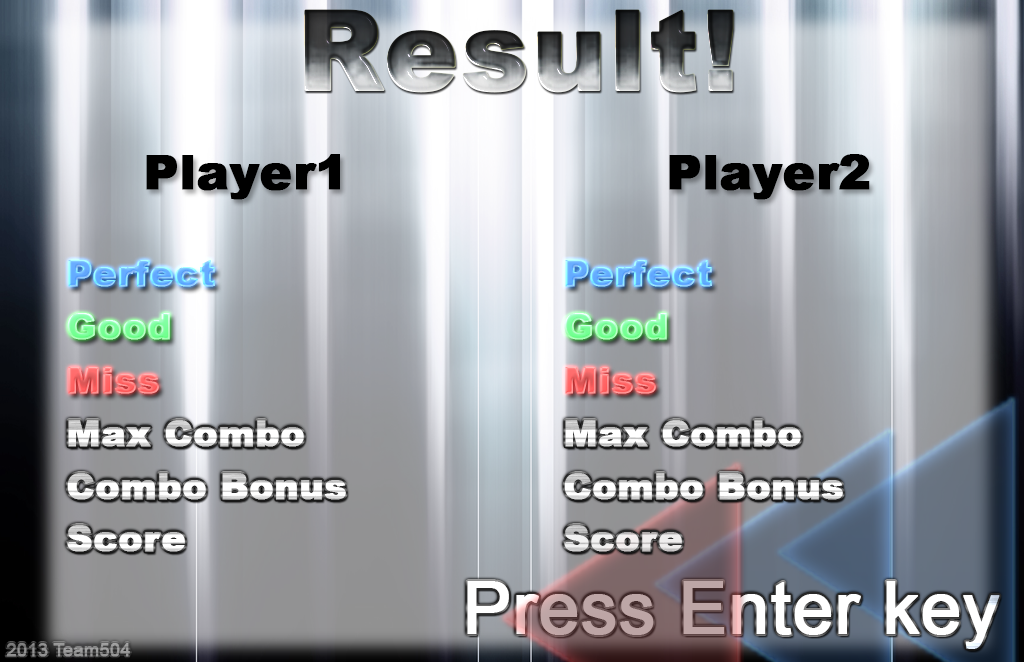 Result!
Player1
Player2
Perfect
Good
Miss
Max Combo
Combo Bonus
Score
Perfect
Good
Miss
Max Combo
Combo Bonus
Score
Press Enter key
2013 Team504